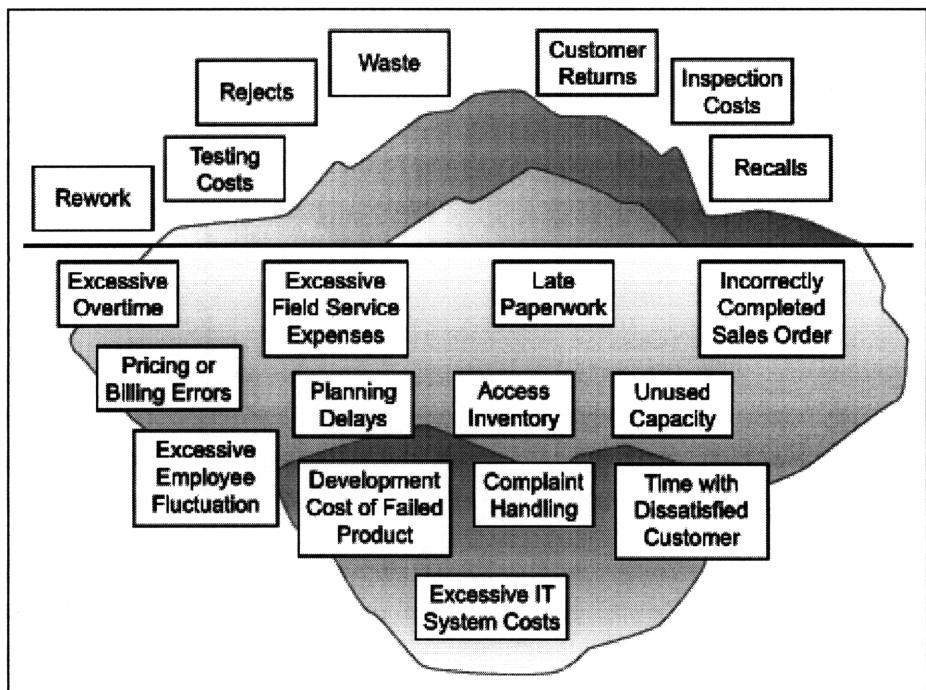 Waste
Customer
Returns
Rejects
Inspection
Costs
Testing
Costs
Recalls
Rework
Excessive
Overtime
Excessive
Field Service
Expenses
Late
Paperwork
Incorrectly
Completed
Sales Order
Pricing or
Billing Errors
Planning
Delays
Access
Inventory
Unused
Capacity
Excessive
Employee
Fluctuation
Development
Cost of Failed
Product
Complaint
Handling
Time with
Dissatisfied
Customer
Excessive IT
System Costs